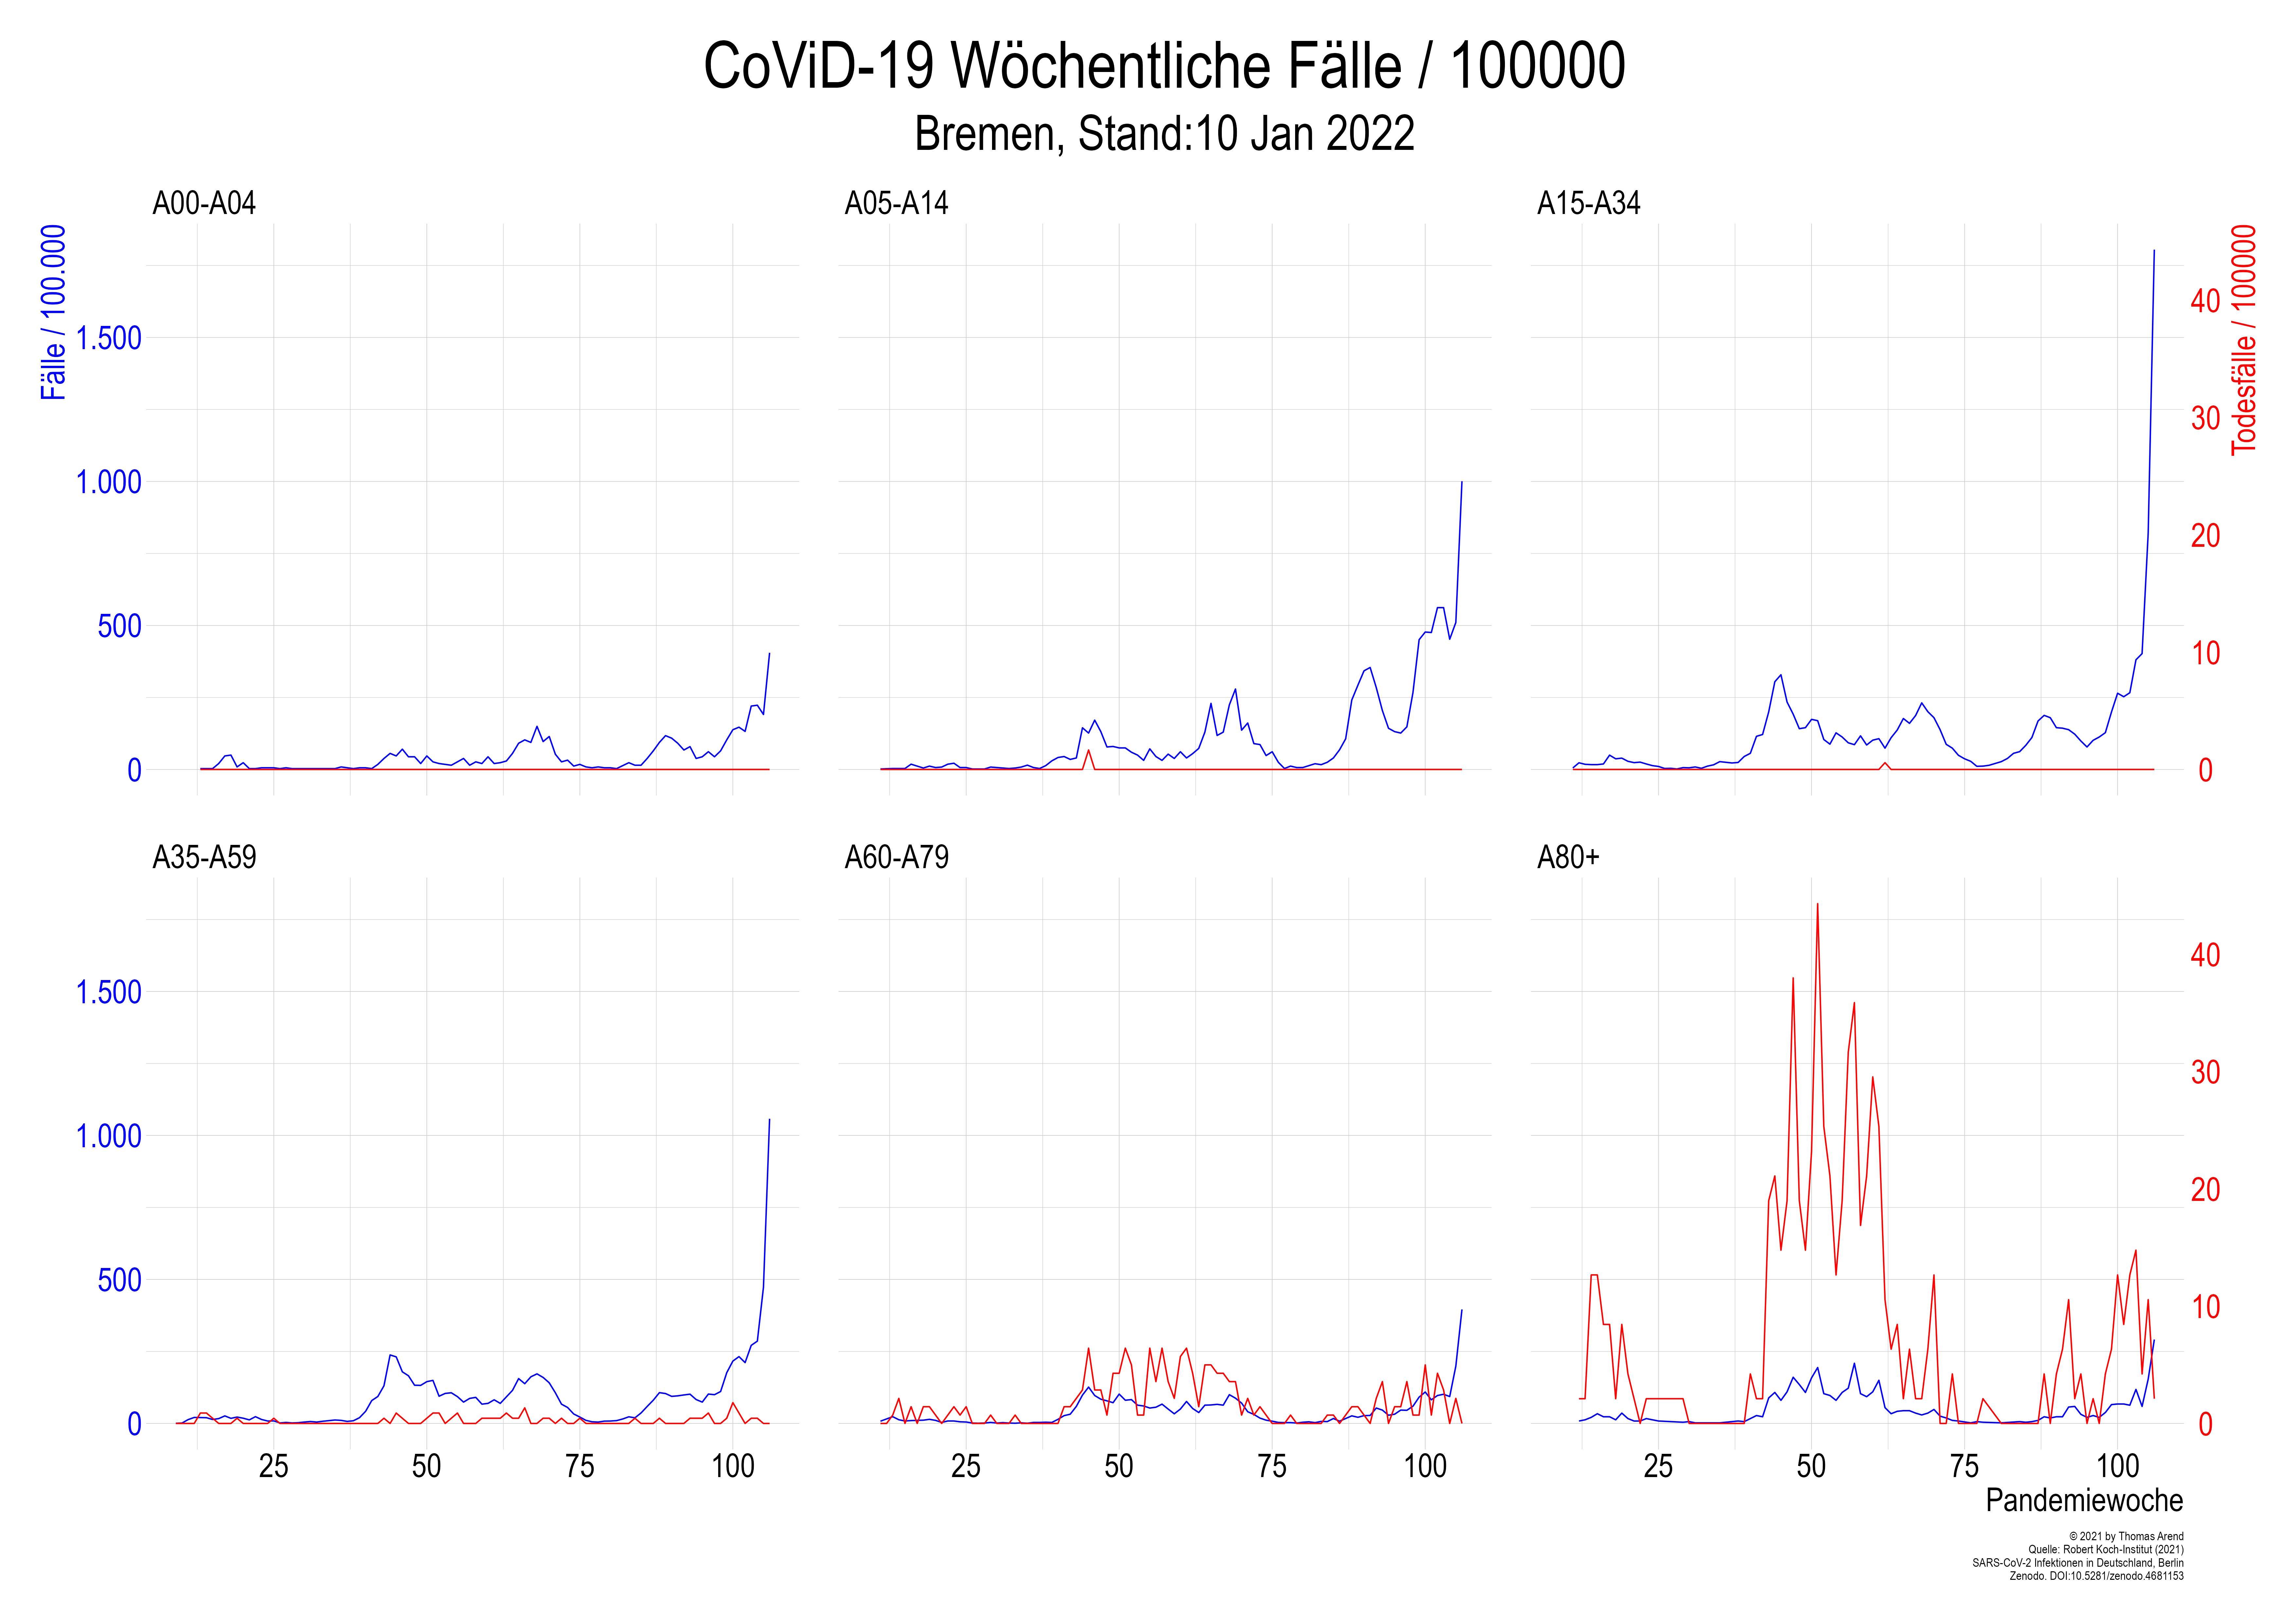 CoViD-19 Wöchentliche Fälle / 100000
Bremen, Stand:10 Jan 2022
A00-A04
A05-A14
A15-A34
Fälle / 100.000
1.500
1.000
500
0
Todesfälle / 100000
40
30
20
10
0
A35-A59
A60-A79
A80+
1.500
1.000
500
0
40
30
20
10
0
25 50 75 100
25 50 75 100
25 50 75 100
Pandemiewoche
© 2021 by Thomas Arend
Quelle: Robert Koch-Institut (2021)
SARS-CoV-2 Infektionen in Deutschland, Berlin
Zenodo. DOI:10.5281/zenodo.4681153